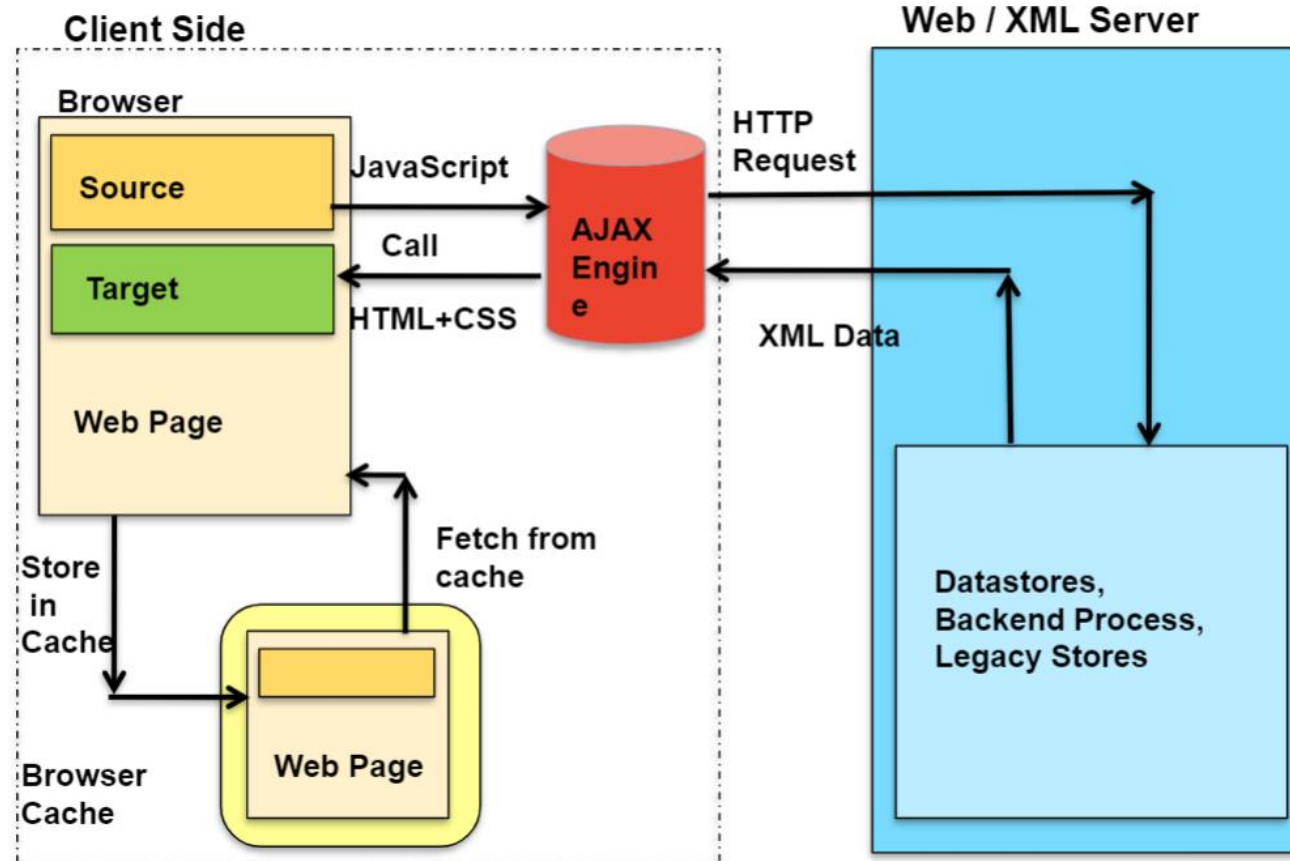 Client Side
Web / XML Server
Browser
Source
JavaScript
Call
Target
HTML+CSS
Web Page
AJAX
Engin
e
HTTP
Request
XML Data
Store
in
Cache
Fetch from
cache
Web Page
Browser
Cache
Datastores,
Backend Process,
Legacy Stores